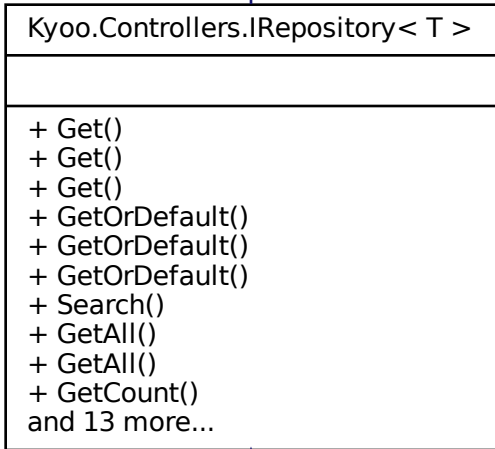 Kyoo.Controllers.IRepository< T >
+ Get()
+ Get()
+ Get()
+ GetOrDefault()
+ GetOrDefault()
+ GetOrDefault()
+ Search()
+ GetAll()
+ GetAll()
+ GetCount()
and 13 more...